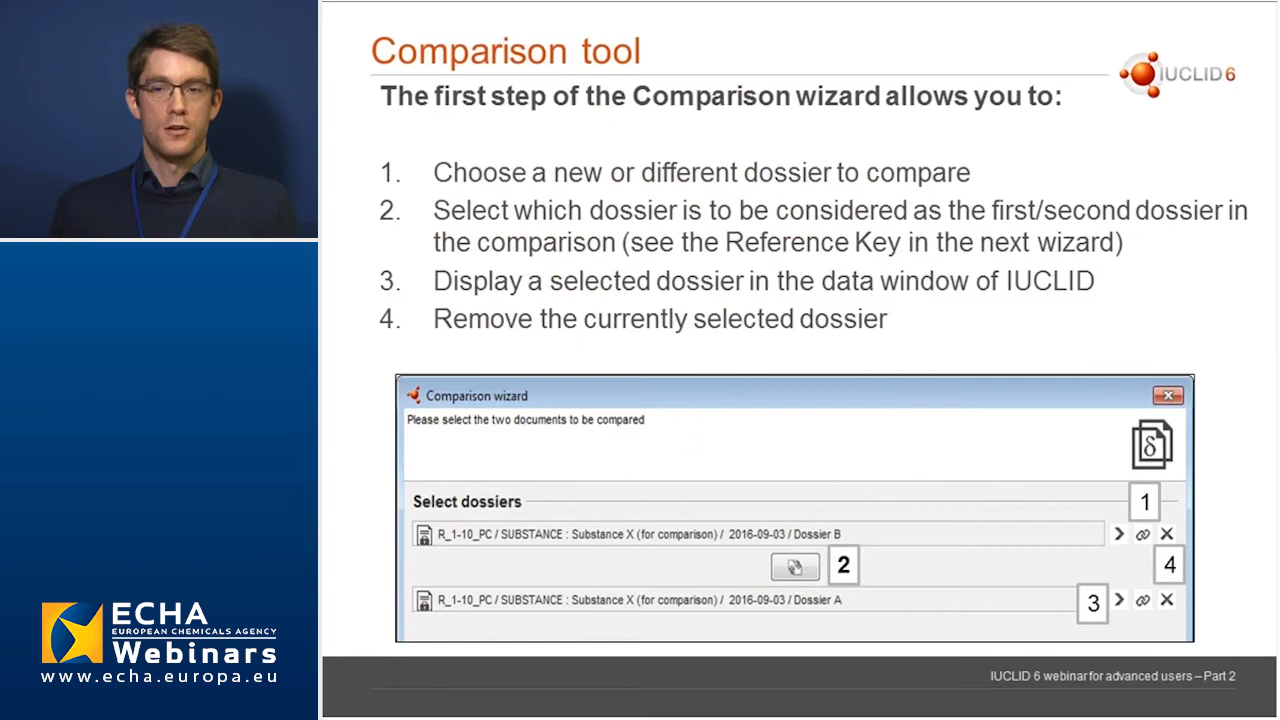 Comparison tool
IUCLID 6
The first step of the Comparison wizard allows you to:
1. Choose a new or different dossier to compare
2. Select which dossier is to be considered as the first/second dossier in
the comparison (see the Reference Key in the next wizard)
3. Display a selected dossier in the data window of IUCLID
4. Remove the currently selected dossier
Comparison wizard
Please select the two documents to be compared
δ
Select dossiers
1
R_1-10_PC / SUBSTANCE : Substance X (for comparison) / 2016-09-03 / Dossier B
2
4
R_1-10_PC / SUBSTANCE : Substance X (for comparison) / 2016-09-03 / Dossier A
3
ECHA
EUROPEAN CHEMICALS AGENCY
Webinars
www.echa.europa.eu
IUCLID 6 webinar for advanced users – Part 2